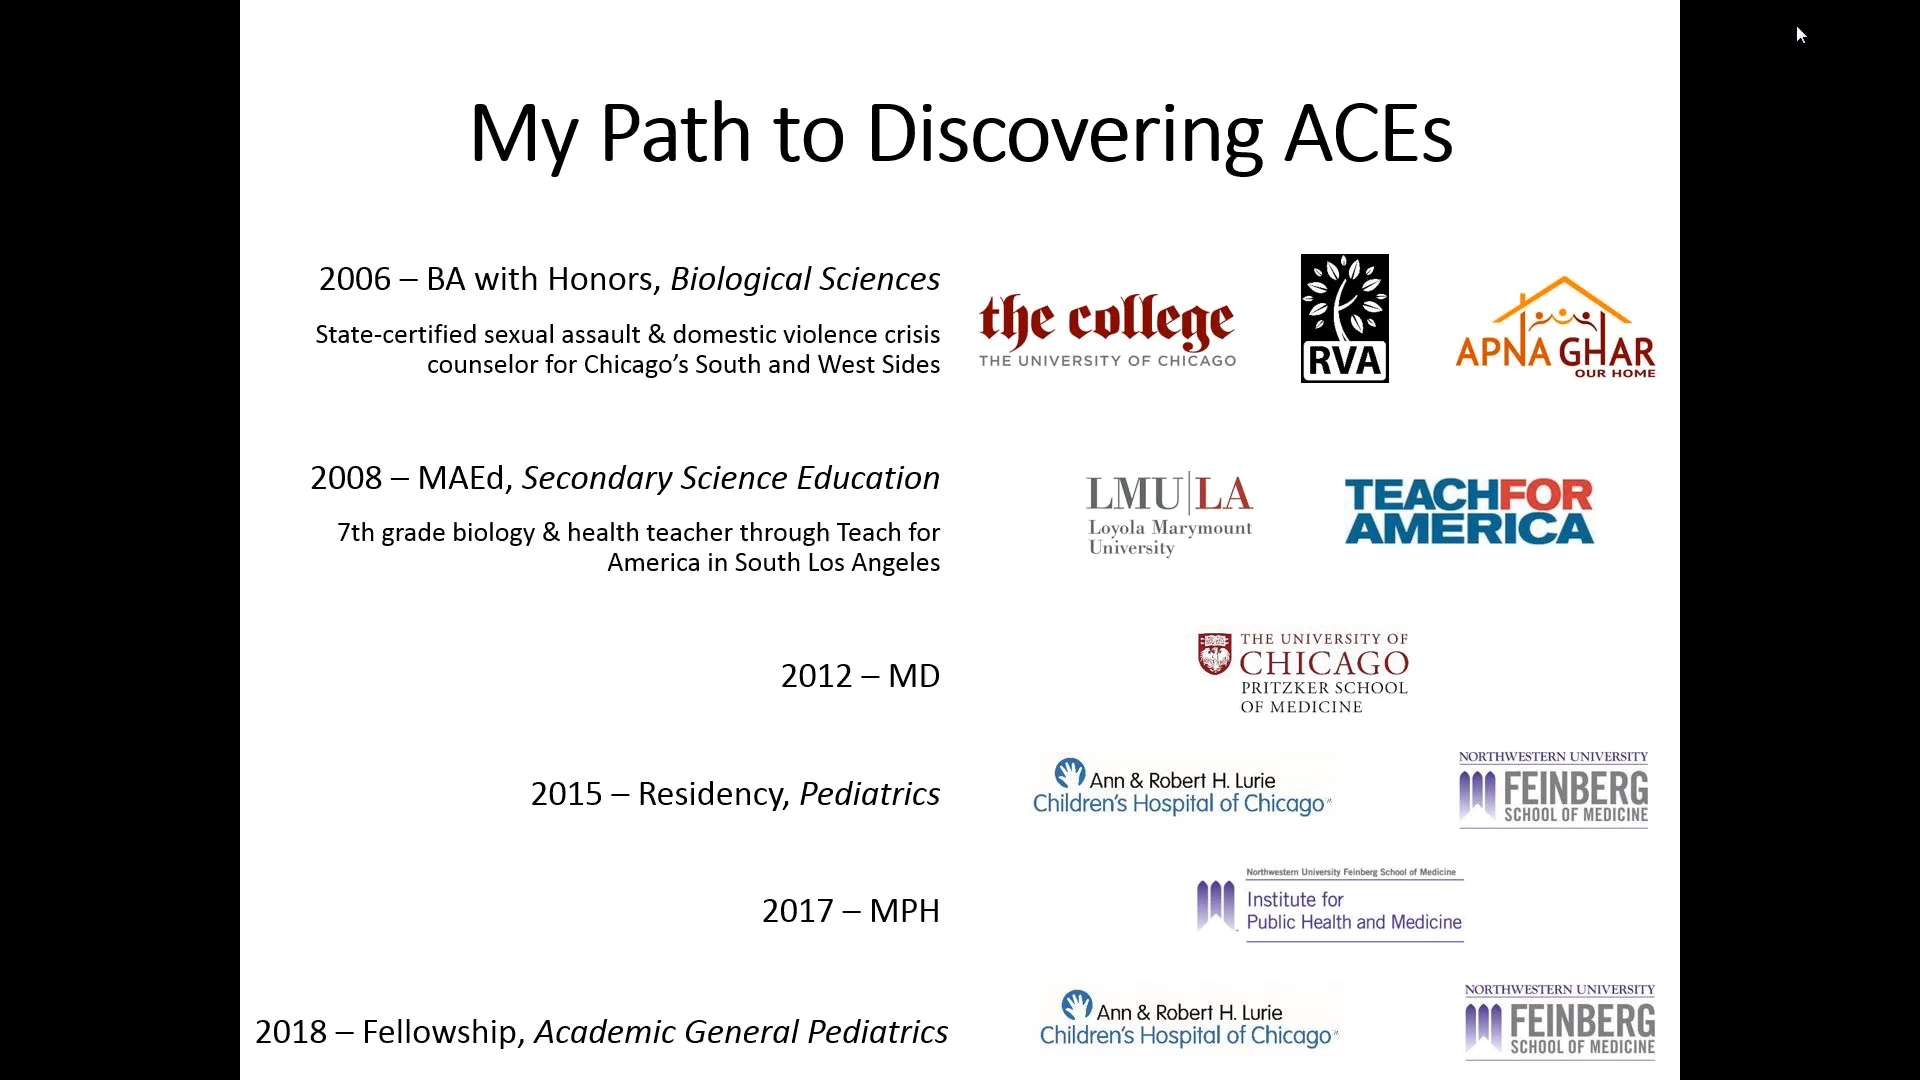 My Path to Discovering ACEs
2006 – BA with Honors, Biological Sciences
State-certified sexual assault & domestic violence crisis
counselor for Chicago’s South and West Sides
the college
THE UNIVERSITY OF CHICAGO
RVA
APNA GHAR
OUR HOME
2008 – MAEd, Secondary Science Education
7th grade biology & health teacher through Teach for
America in South Los Angeles
LMU|LA
Loyola Marymount
University
TEACHFOR
AMERICA
2012 – MD
THE UNIVERSITY OF
CHICAGO
PRITZKER SCHOOL
OF MEDICINE
2015 – Residency, Pediatrics
Ann & Robert H. Lurie
Children's Hospital of Chicago
NORTHWESTERN UNIVERSITY
FEINBERG
SCHOOL OF MEDICINE
2017 – MPH
Northwestern University Feinberg School of Medicine
Institute for
Public Health and Medicine
2018 – Fellowship, Academic General Pediatrics
Ann & Robert H. Lurie
Children's Hospital of Chicago
NORTHWESTERN UNIVERSITY
FEINBERG
SCHOOL OF MEDICINE